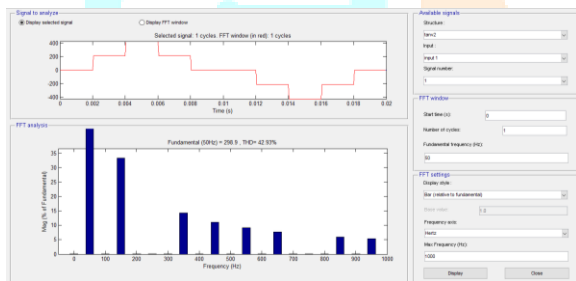 Signal to analyze
Display selected signal
Display FFT window
Selected signal: 1 cycles. FFT window (in red): 1 cycles
400
200
0
-200
-400
0 0.002 0.004 0.006 0.008 0.01 0.012 0.014 0.016 0.018 0.02
Time (s)
FFT analysis
Fundamental (50Hz) = 298.9 , THD= 42.93%
Mag (% of Fundamental)
35
30
25
20
15
10
5
0
0 100 200 300 400 500 600 700 800 900 1000
Frequency (Hz)
Available signals
Structure :
Input :
input 1
Signal number:
1
FFT window
Start time (s): 0
Number of cycles: 1
Fundamental frequency (Hz):
FFT settings
Display style :
Bar (relative to fundamental)
Base value: 1.0
Frequency axis:
Hertz
Max Frequency (Hz):
1000
Display
Close